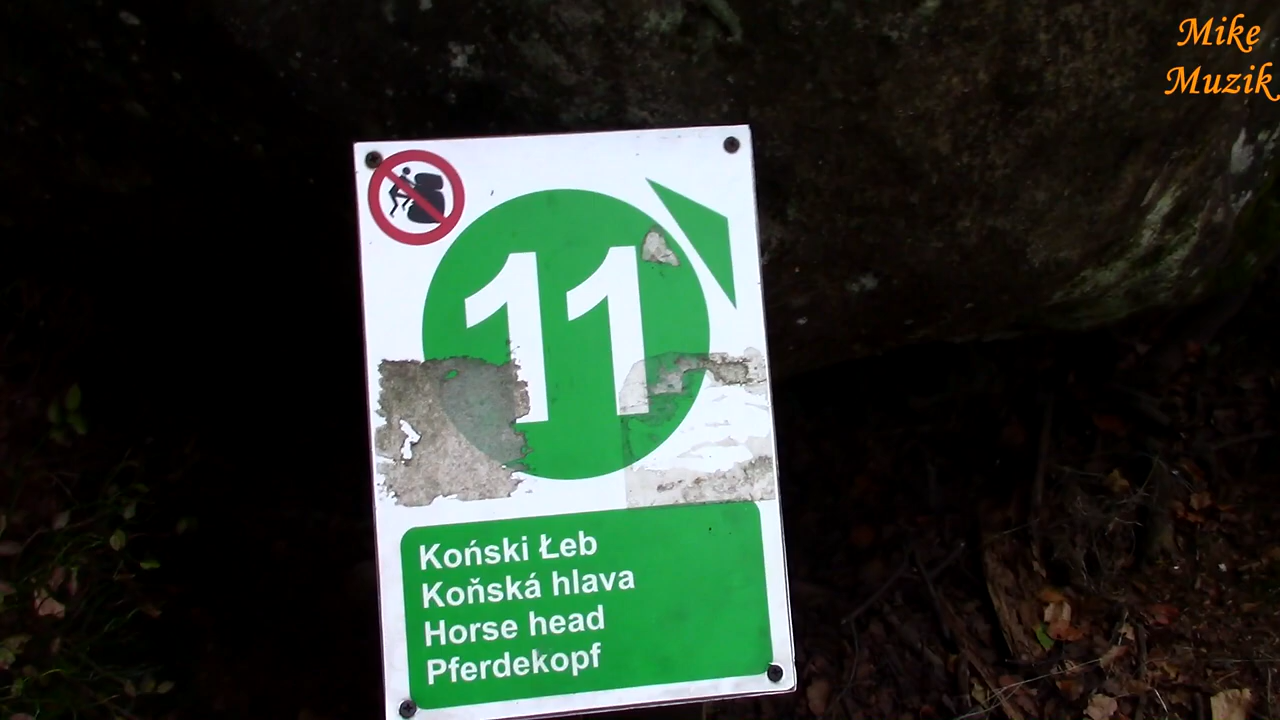 Mike
Muzik
11
Koński Łeb
Koňská hlava
Horse head
Pferdekopf